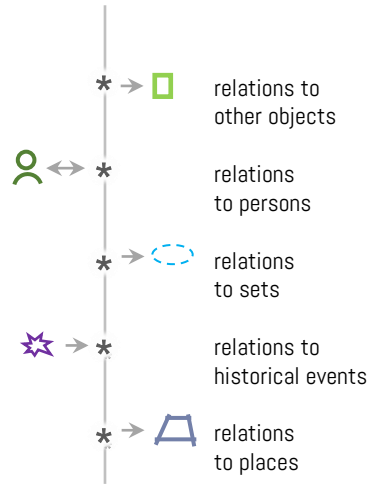 relations to
other objects
relations
to persons
relations
to sets
relations to
historical events
relations
to places